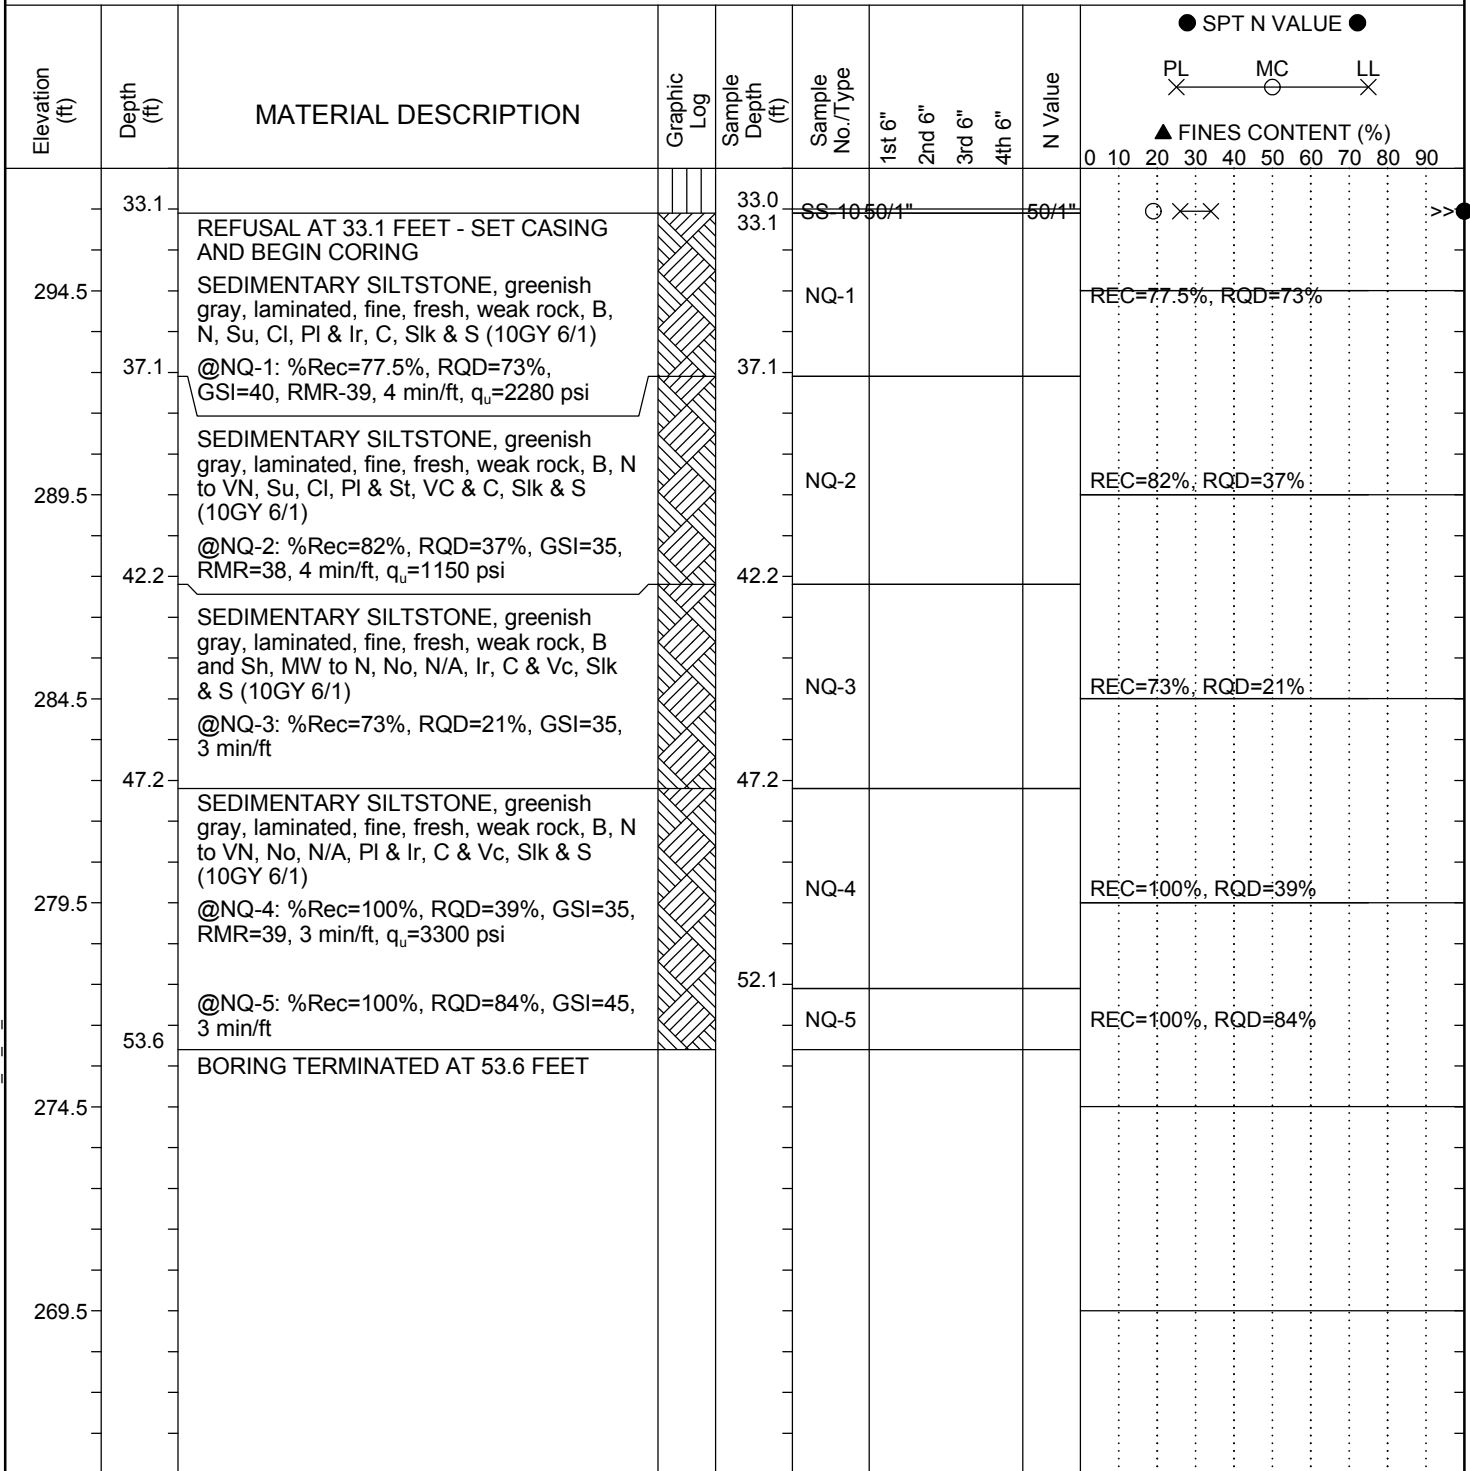 ● SPT N VALUE ●
PL MC LL
▲ FINES CONTENT (%)
0 10 20 30 40 50 60 70 80 90
Elevation (ft)
Depth (ft)
MATERIAL DESCRIPTION
Graphic Log
Sample Depth (ft)
Sample No./Type
1st 6"
2nd 6"
3rd 6"
4th 6"
N Value
33.1
33.0
33.1
SS-10 50/1" 50/1" >>
REFUSAL AT 33.1 FEET - SET CASING
AND BEGIN CORING
SEDIMENTARY SILTSTONE, greenish
gray, laminated, fine, fresh, weak rock, B,
N, Su, Cl, Pl & Ir, C, Slk & S (10GY 6/1)
294.5
NQ-1
REC=77.5%, RQD=73%
@NQ-1: %Rec=77.5%, RQD=73%,
GSI=40, RMR-39, 4 min/ft, qu=2280 psi
37.1
37.1
SEDIMENTARY SILTSTONE, greenish
gray, laminated, fine, fresh, weak rock, B, N
to VN, Su, Cl, Pl & St, VC & C, Slk & S
(10GY 6/1)
289.5
NQ-2
REC=82%, RQD=37%
@NQ-2: %Rec=82%, RQD=37%, GSI=35,
RMR=38, 4 min/ft, qu=1150 psi
42.2
42.2
SEDIMENTARY SILTSTONE, greenish
gray, laminated, fine, fresh, weak rock, B
and Sh, MW to N, No, N/A, Ir, C & Vc, Slk
& S (10GY 6/1)
284.5
NQ-3
REC=73%, RQD=21%
@NQ-3: %Rec=73%, RQD=21%, GSI=35,
3 min/ft
47.2
47.2
SEDIMENTARY SILTSTONE, greenish
gray, laminated, fine, fresh, weak rock, B, N
to VN, No, N/A, Pl & Ir, C & Vc, Slk & S
(10GY 6/1)
279.5
NQ-4
REC=100%, RQD=39%
@NQ-4: %Rec=100%, RQD=39%, GSI=35,
RMR=39, 3 min/ft, qu=3300 psi
52.1
@NQ-5: %Rec=100%, RQD=84%, GSI=45,
3 min/ft
NQ-5
REC=100%, RQD=84%
53.6
BORING TERMINATED AT 53.6 FEET
274.5
269.5